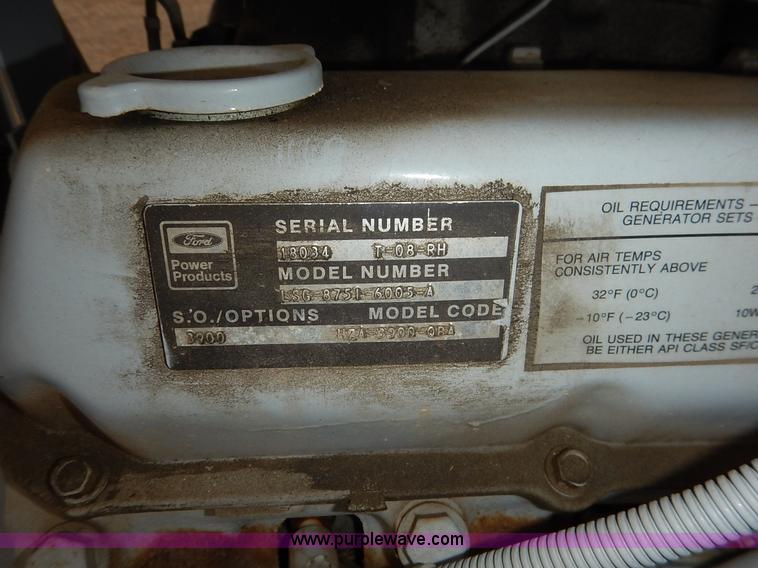 Ford
Power
Products
SERIAL NUMBER
18034 T-08-RH
MODEL NUMBER
LSG-8751-6005-A
S.O./OPTIONS MODEL CODE
3900
OIL REQUIREMENTS –
GENERATOR SETS
FOR AIR TEMPS
CONSISTENTLY ABOVE
32°F (0°C) 2
–10°F (–23°C) 10W
OIL USED IN THESE GENER
BE EITHER API CLASS SF/C
www.purplewave.com